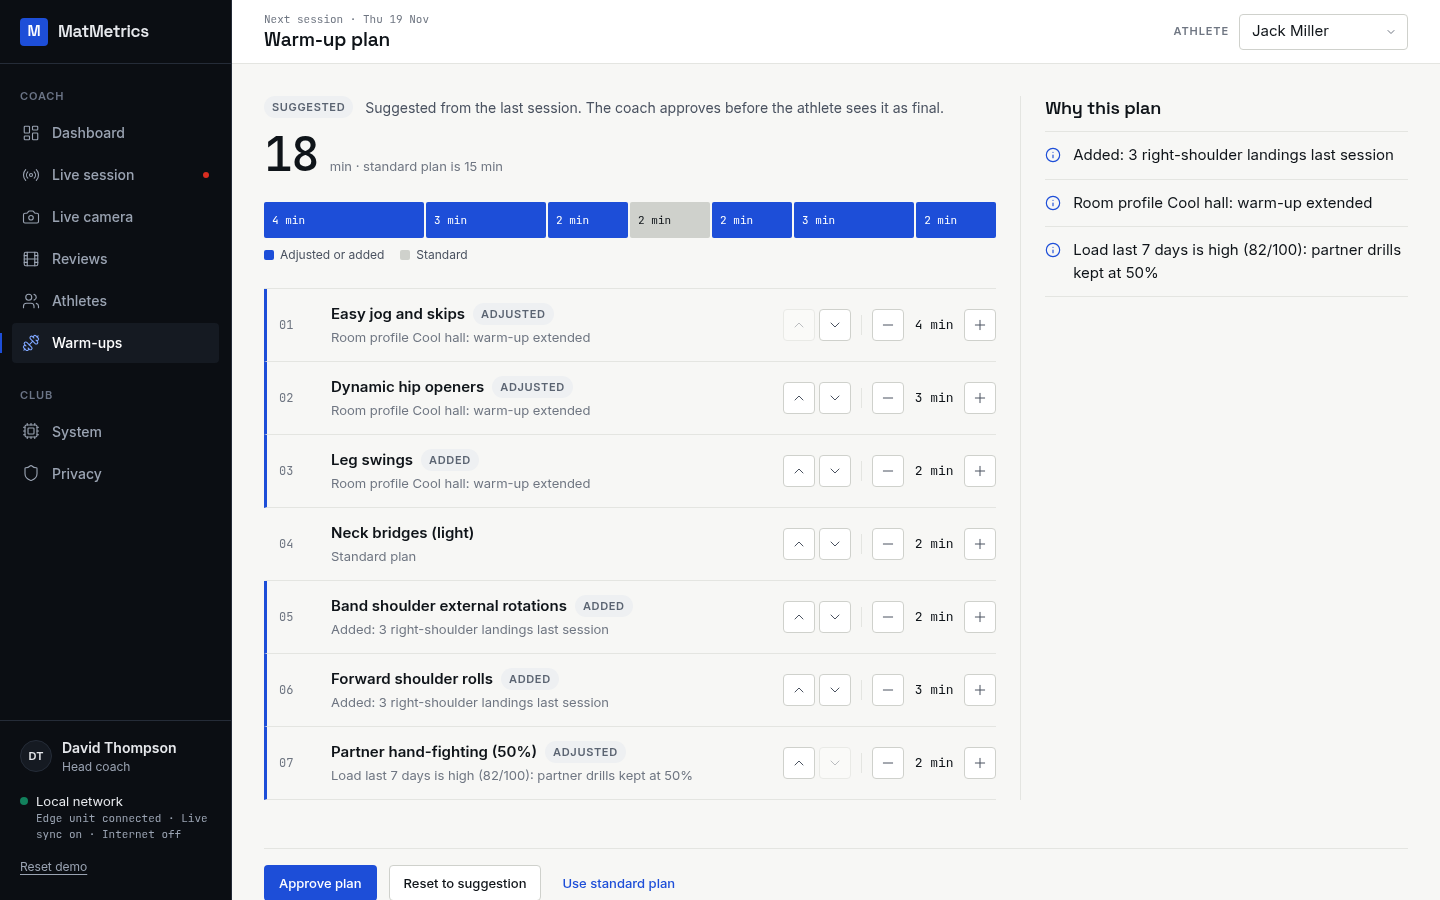 M MatMetrics
COACH
Dashboard
Live session
Live camera
Reviews
Athletes
Warm-ups
CLUB
System
Privacy
DT
David Thompson
Head coach
Local network
Edge unit connected · Live
sync on · Internet off
Reset demo
Next session · Thu 19 Nov
Warm-up plan
ATHLETE Jack Miller
SUGGESTED Suggested from the last session. The coach approves before the athlete sees it as final.
18 min · standard plan is 15 min
4 min 3 min 2 min 2 min 2 min 3 min 2 min
Adjusted or added Standard
01 Easy jog and skips ADJUSTED 4 min
Room profile Cool hall: warm-up extended
02 Dynamic hip openers ADJUSTED 3 min
Room profile Cool hall: warm-up extended
03 Leg swings ADDED 2 min
Room profile Cool hall: warm-up extended
04 Neck bridges (light) 2 min
Standard plan
05 Band shoulder external rotations ADDED 2 min
Added: 3 right-shoulder landings last session
06 Forward shoulder rolls ADDED 3 min
Added: 3 right-shoulder landings last session
07 Partner hand-fighting (50%) ADJUSTED 2 min
Load last 7 days is high (82/100): partner drills kept at 50%
Why this plan
Added: 3 right-shoulder landings last session
Room profile Cool hall: warm-up extended
Load last 7 days is high (82/100): partner drills
kept at 50%
Approve plan Reset to suggestion Use standard plan